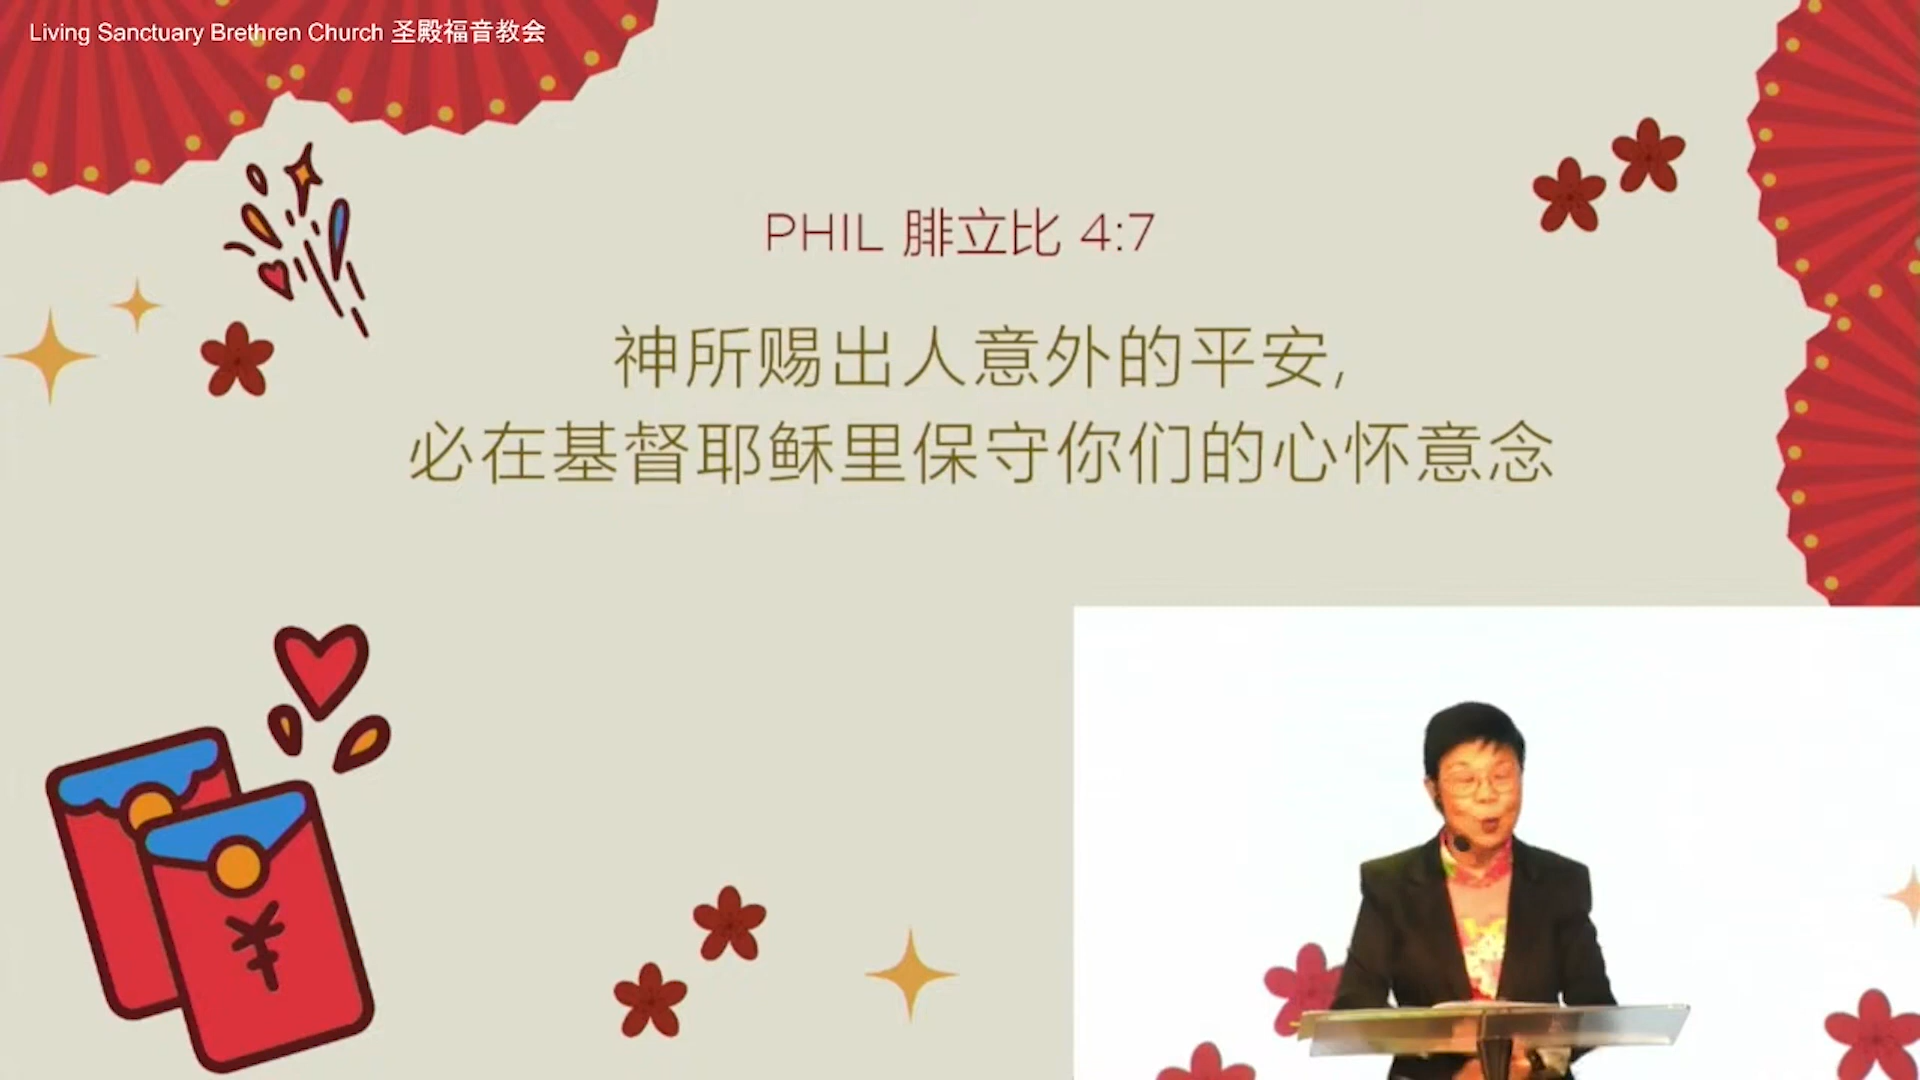 Living Sanctuary Brethren Church 圣殿福音教会
PHIL 腓立比 4:7
神所赐出人意外的平安,
必在基督耶稣里保守你们的心怀意念